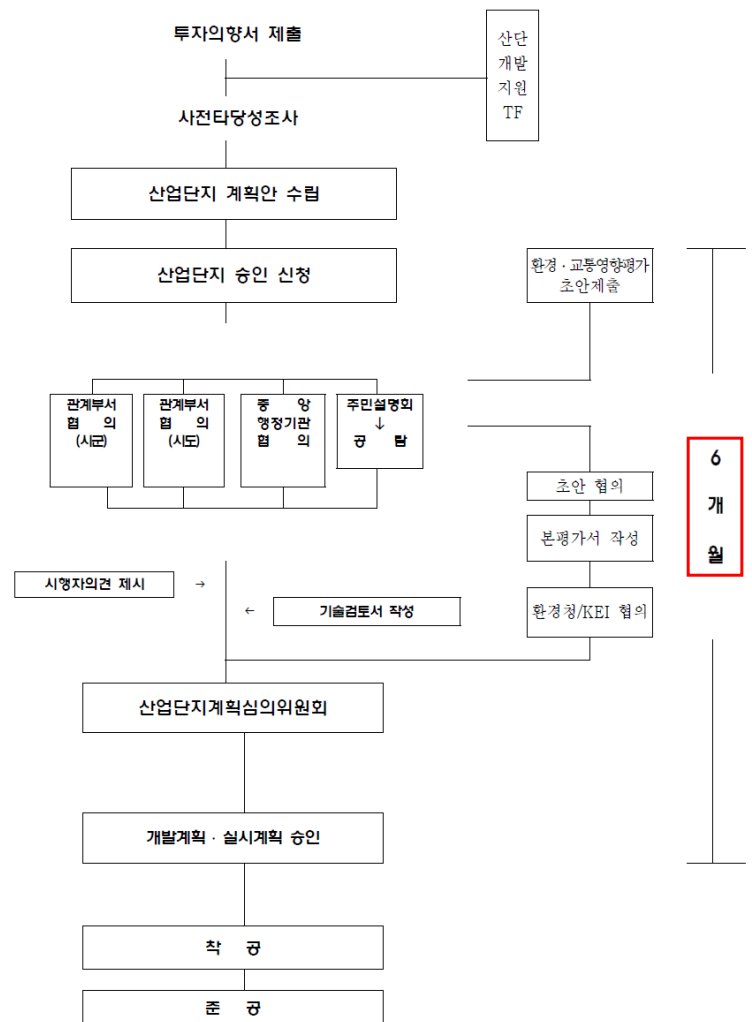 투자의향서 제출
산단
개발
지원
TF
사전타당성조사
산업단지 계획안 수립
산업단지 승인 신청
환경·교통영향평가
초안제출
관계부서
협 의
(시군)
관계부서
협 의
(시도)
중 앙
행정기관
협 의
주민설명회
↓
공 람
초안 협의
본평가서 작성
환경청/KEI 협의
6
개
월
시행자의견 제시 →
← 기술검토서 작성
산업단지계획심의위원회
개발계획·실시계획 승인
착 공
준 공